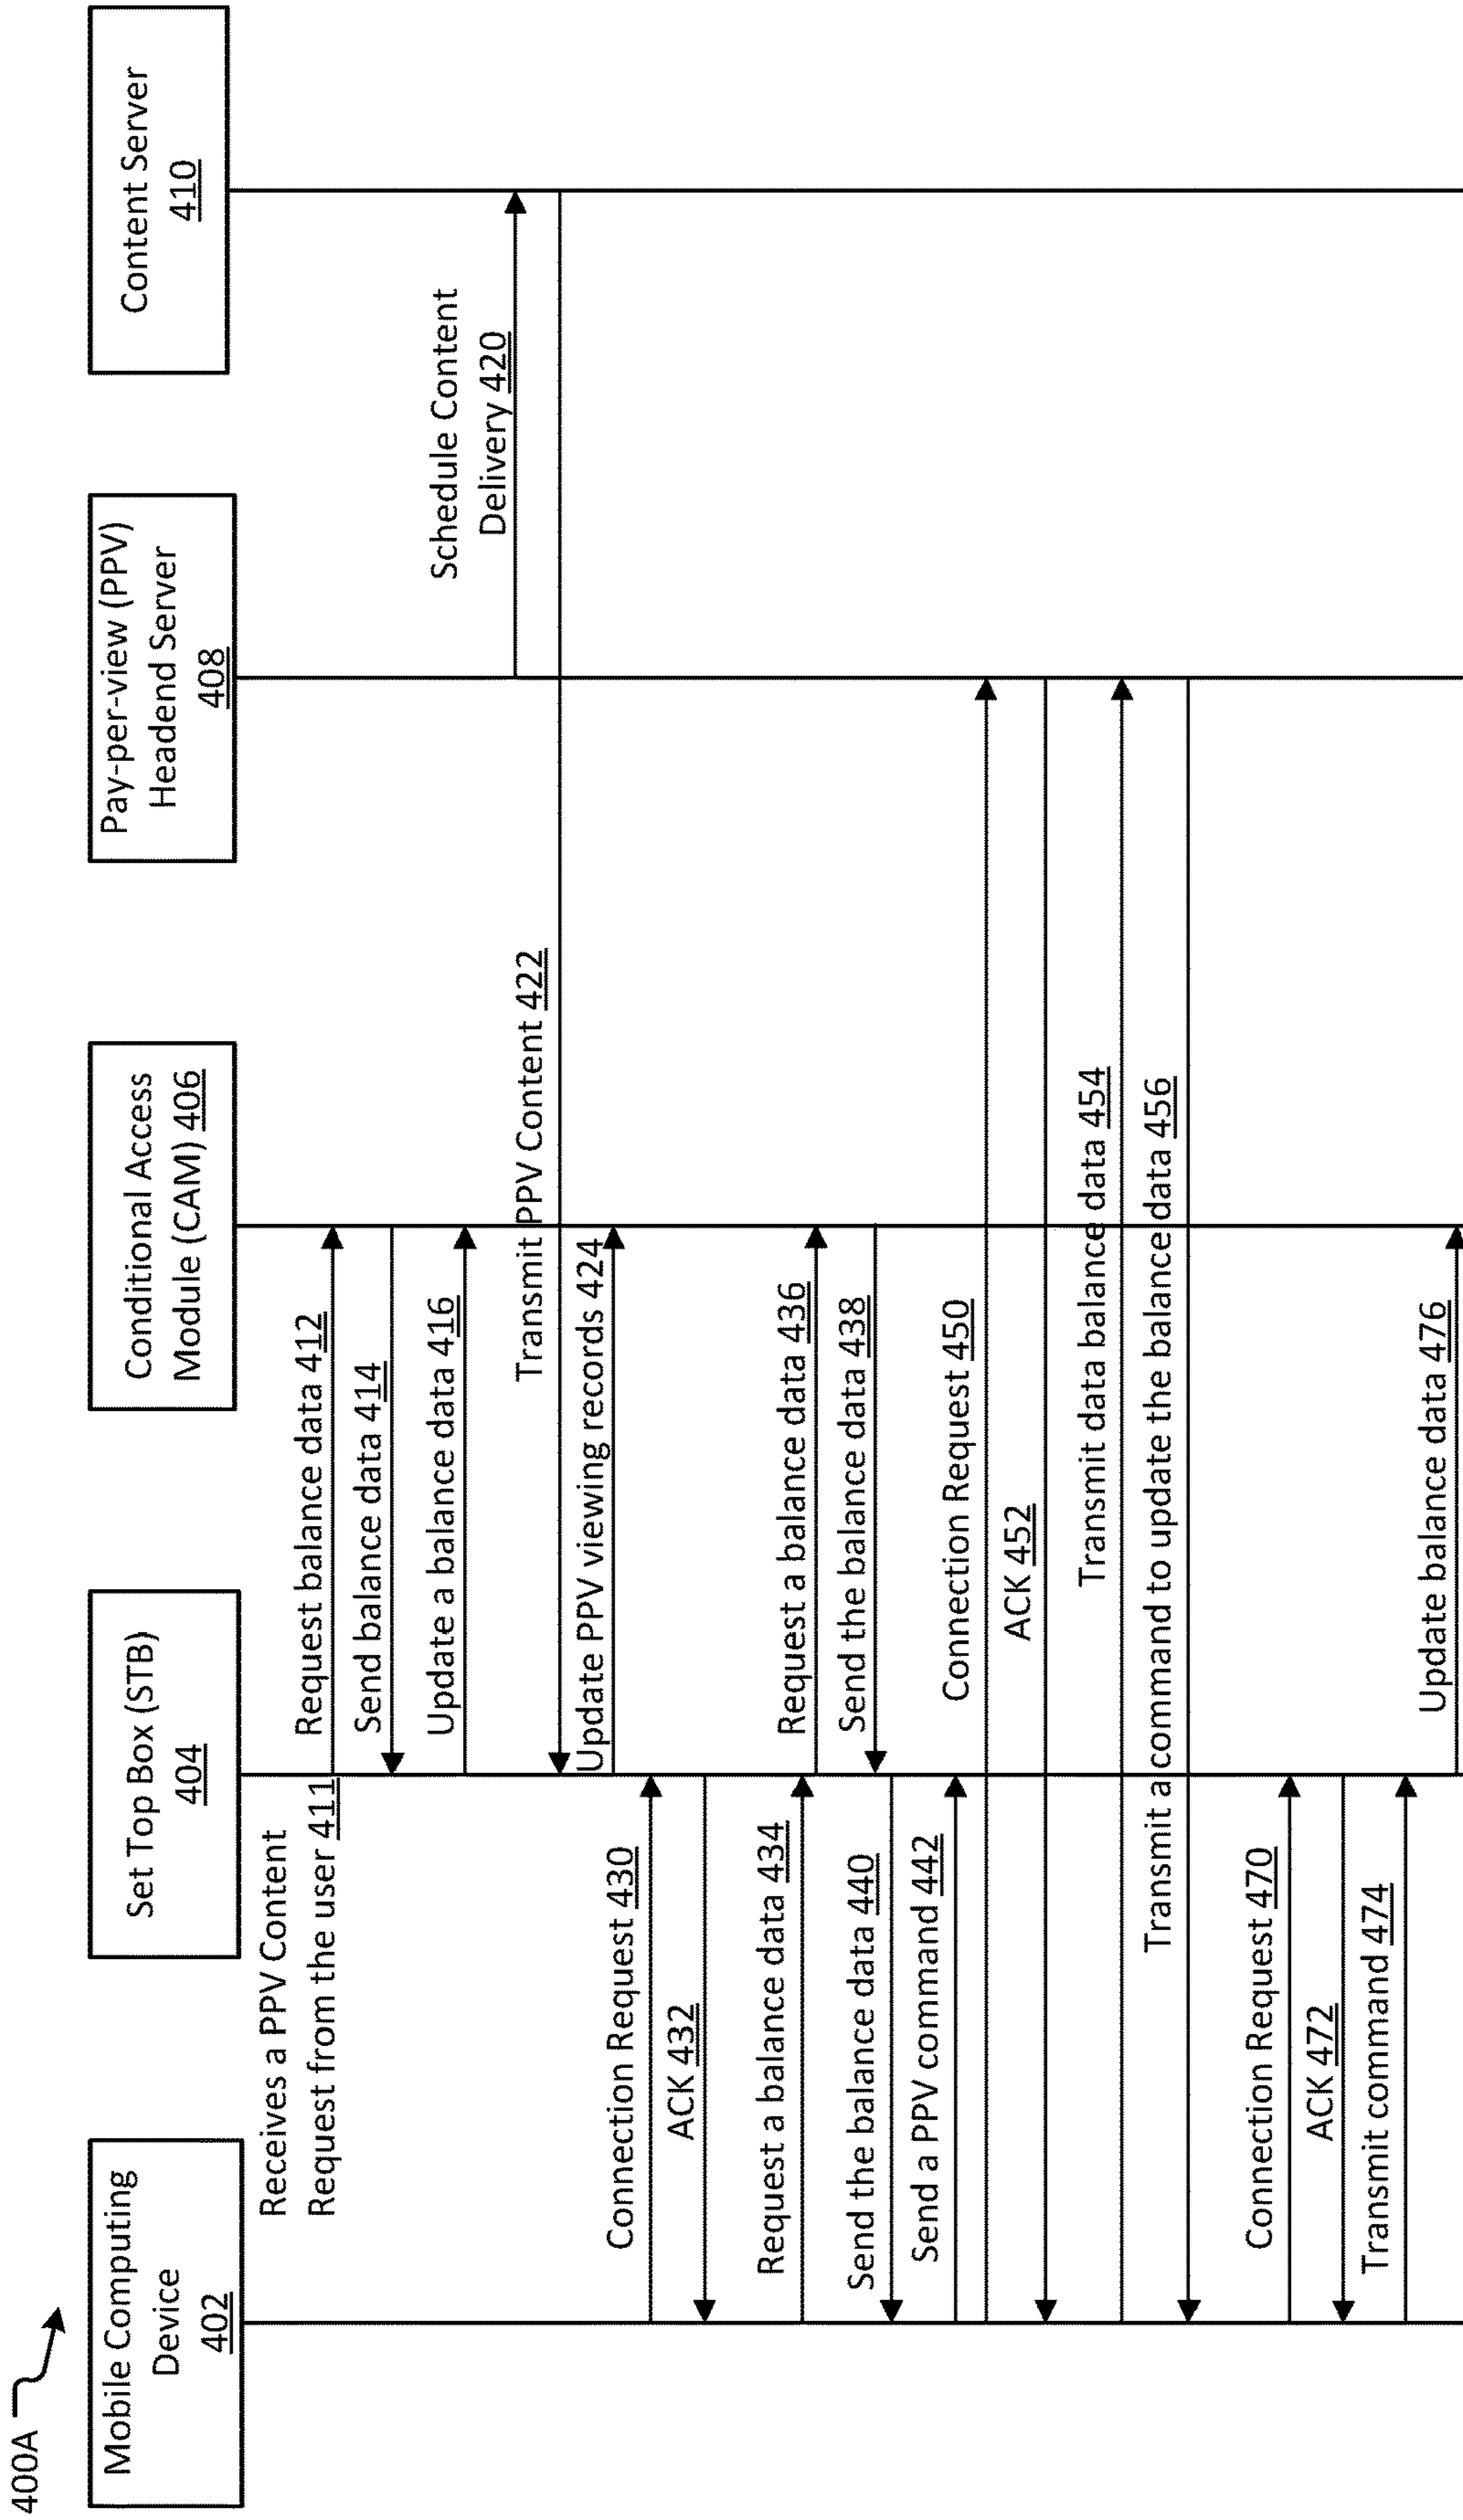 400A
Mobile Computing
Device
402
Set Top Box (STB)
404
Conditional Access
Module (CAM) 406
Pay-per-view (PPV)
Headend Server
408
Content Server
410
Receives a PPV Content
Request from the user 411
Request balance data 412
Send balance data 414
Update a balance data 416
Schedule Content
Delivery 420
Transmit PPV Content 422
Update PPV viewing records 424
Connection Request 430
ACK 432
Request a balance data 434
Request a balance data 436
Send the balance data 438
Send the balance data 440
Send a PPV command 442
Connection Request 450
ACK 452
Transmit data balance data 454
Transmit a command to update the balance data 456
Connection Request 470
ACK 472
Transmit command 474
Update balance data 476